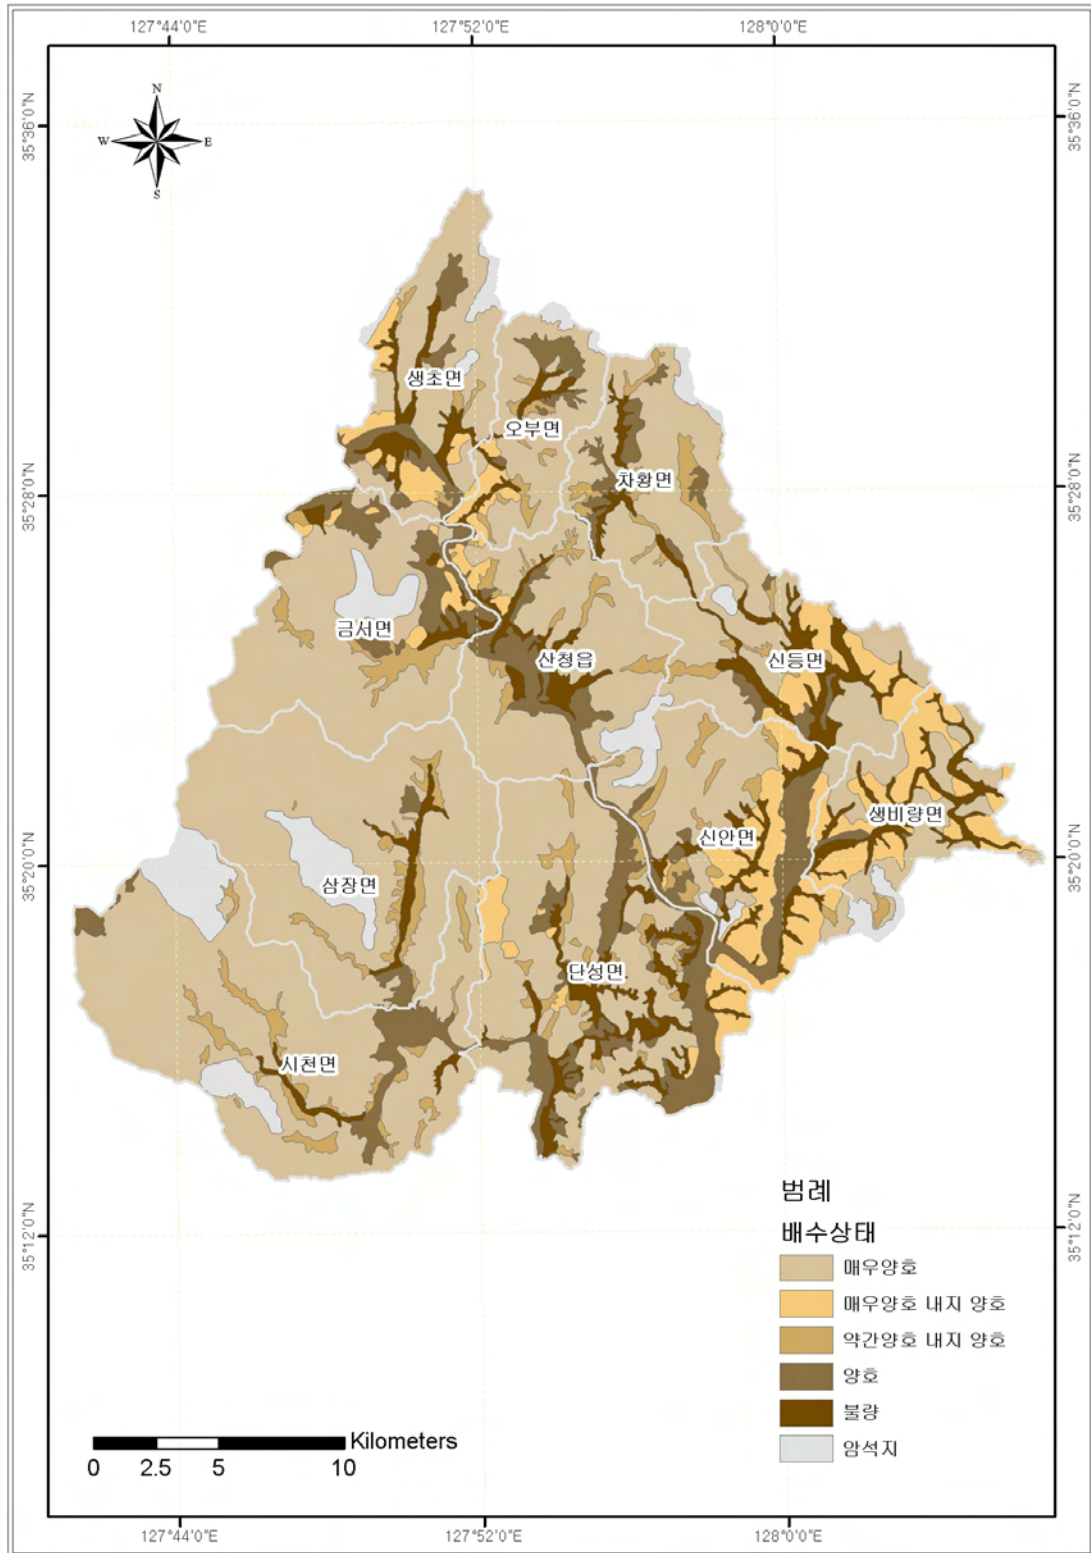 127°44'0"E 127°52'0"E 128°0'0"E
N
W E
S
35°36'0"N 35°36'0"N
생초면
오부면
차황면
35°28'0"N 35°28'0"N
금서면
산청읍
신등면
생비량면
신안면
35°20'0"N 35°20'0"N
삼장면
단성면
시천면
범례
배수상태
35°12'0"N 35°12'0"N
매우양호
매우양호 내지 양호
약간양호 내지 양호
양호
불량
암석지
Kilometers
0 2.5 5 10
127°44'0"E 127°52'0"E 128°0'0"E